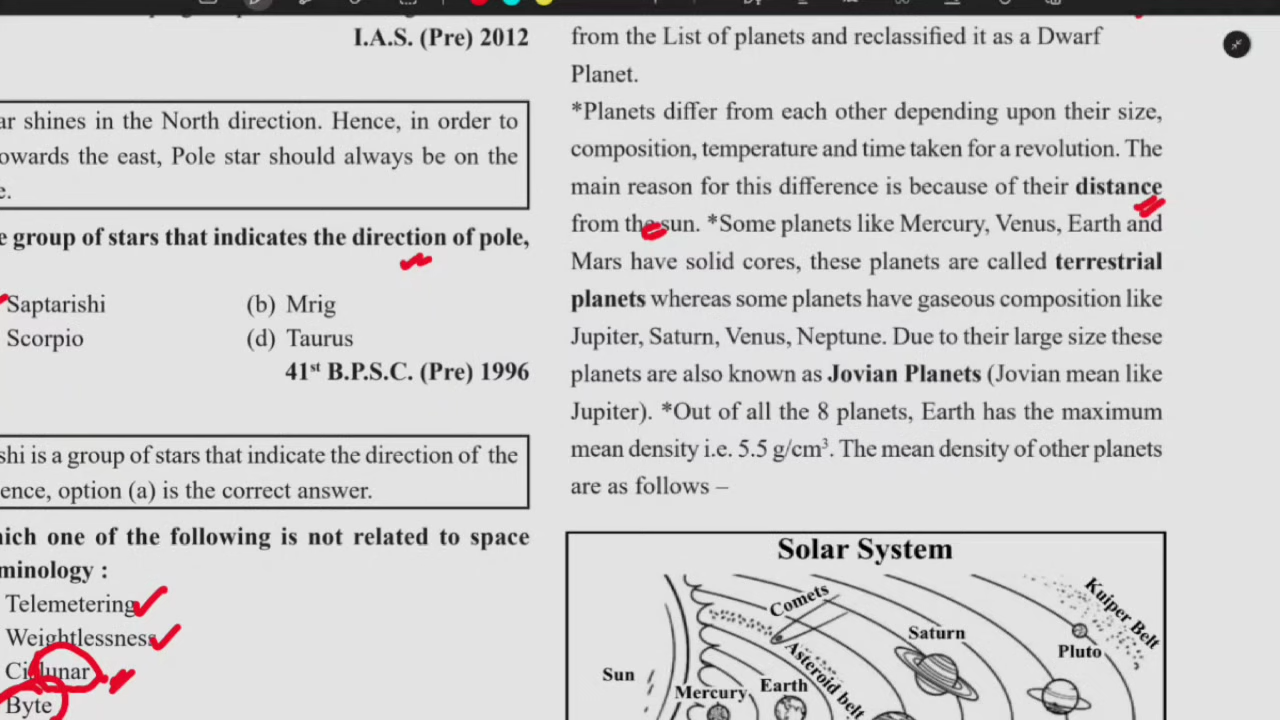 I.A.S. (Pre) 2012
ar shines in the North direction. Hence, in order to
owards the east, Pole star should always be on the
e.
e group of stars that indicates the direction of pole,
Saptarishi (b) Mrig
Scorpio (d) Taurus
41st B.P.S.C. (Pre) 1996
shi is a group of stars that indicate the direction of the
ence, option (a) is the correct answer.
hich one of the following is not related to space
minology :
Telemetering
Weightlessness
Cislunar
Byte
from the List of planets and reclassified it as a Dwarf
Planet.
*Planets differ from each other depending upon their size,
composition, temperature and time taken for a revolution. The
main reason for this difference is because of their distance
from the sun. *Some planets like Mercury, Venus, Earth and
Mars have solid cores, these planets are called terrestrial
planets whereas some planets have gaseous composition like
Jupiter, Saturn, Venus, Neptune. Due to their large size these
planets are also known as Jovian Planets (Jovian mean like
Jupiter). *Out of all the 8 planets, Earth has the maximum
mean density i.e. 5.5 g/cm³. The mean density of other planets
are as follows –
Solar System
Comets
Kuiper Belt
Saturn
Pluto
Asteroid belt
Sun
Mercury
Earth